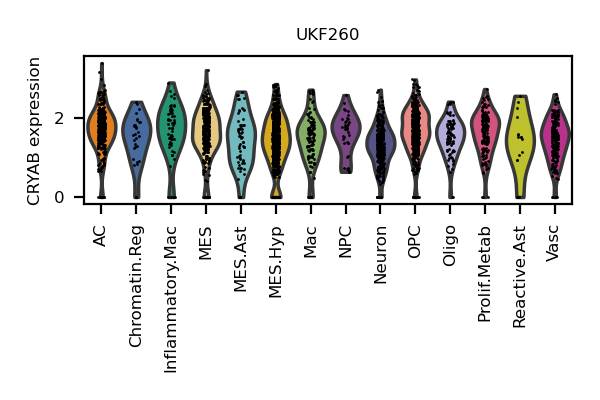 UKF260
CRYAB expression
2
0
AC
Chromatin.Reg
Inflammatory.Mac
MES
MES.Ast
MES.Hyp
Mac
NPC
Neuron
OPC
Oligo
Prolif.Metab
Reactive.Ast
Vasc